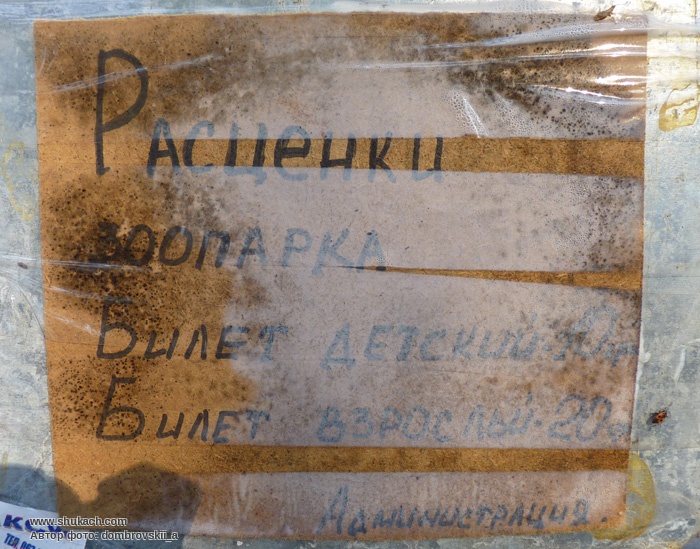 Расценки
зоопарка
Билет детский-10
Билет взрослый-20
Администрация.
www.shukach.com
Автор фото: dombrovskii_a